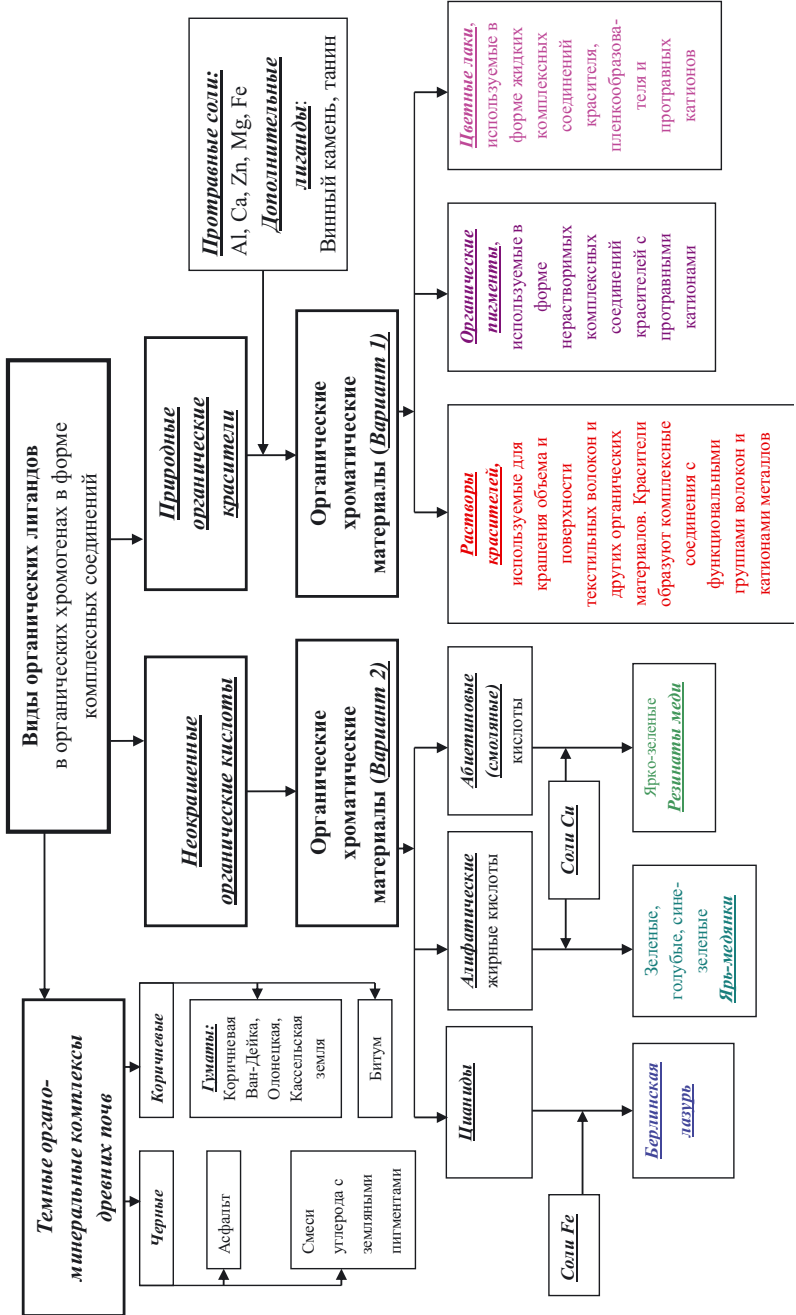 Виды органических лигандов
в органических хромогенах в форме
комплексных соединений
Темные органо-
минеральные комплексы
древних почв
Черные
Асфальт
Смеси
углерода с
земляными
пигментами
Коричневые
Гуматы:
Коричневая
Ван-Дейка,
Олонецкая,
Кассельская
земля
Битум
Неокрашенные
органические кислоты
Органические
хроматические
материалы (Вариант 2)
Цианиды
Соли Fe
Берлинская
лазурь
Алифатические
жирные кислоты
Абиетиновые
(смоляные)
кислоты
Соли Cu
Зеленые,
голубые, сине-
зеленые
Ярь-медянки
Ярко-зеленые
Резинаты меди
Природные
органические
красители
Протравные соли:
Al, Ca, Zn, Mg, Fe
Дополнительные
лиганды:
Винный камень, танин
Органические
хроматические
материалы (Вариант 1)
Растворы
красителей,
используемые для
крашения объема и
поверхности
текстильных волокон и
других органических
материалов. Красители
образуют комплексные
соединения с
функциональными
группами волокон и
катионами металлов
Органические
пигменты,
используемые в
форме
нерастворимых
комплексных
соединений
красителей с
протравными
катионами
Цветные лаки,
используемые в
форме жидких
комплексных
соединений
красителя,
пленкообразова-
теля и
протравных
катионов